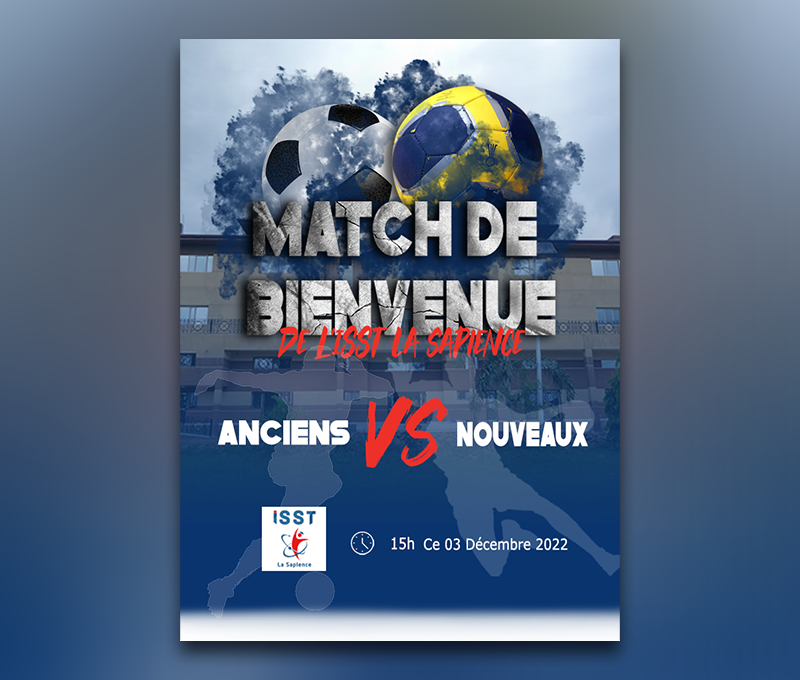 MATCH DE
BIENVENUE
DE L'ISST LA SAPIENCE
ANCIENS VS NOUVEAUX
ISST
La Sapience
15h Ce 03 Décembre 2022